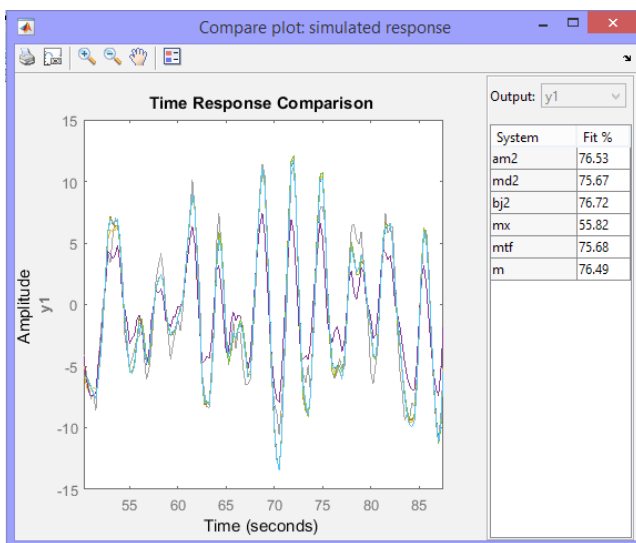 Compare plot: simulated response
Time Response Comparison
Output: y1
System Fit %
am2 76.53
md2 75.67
bj2 76.72
mx 55.82
mtf 75.68
m 76.49
15
10
5
0
-5
-10
-15
Amplitude
y1
55 60 65 70 75 80 85
Time (seconds)